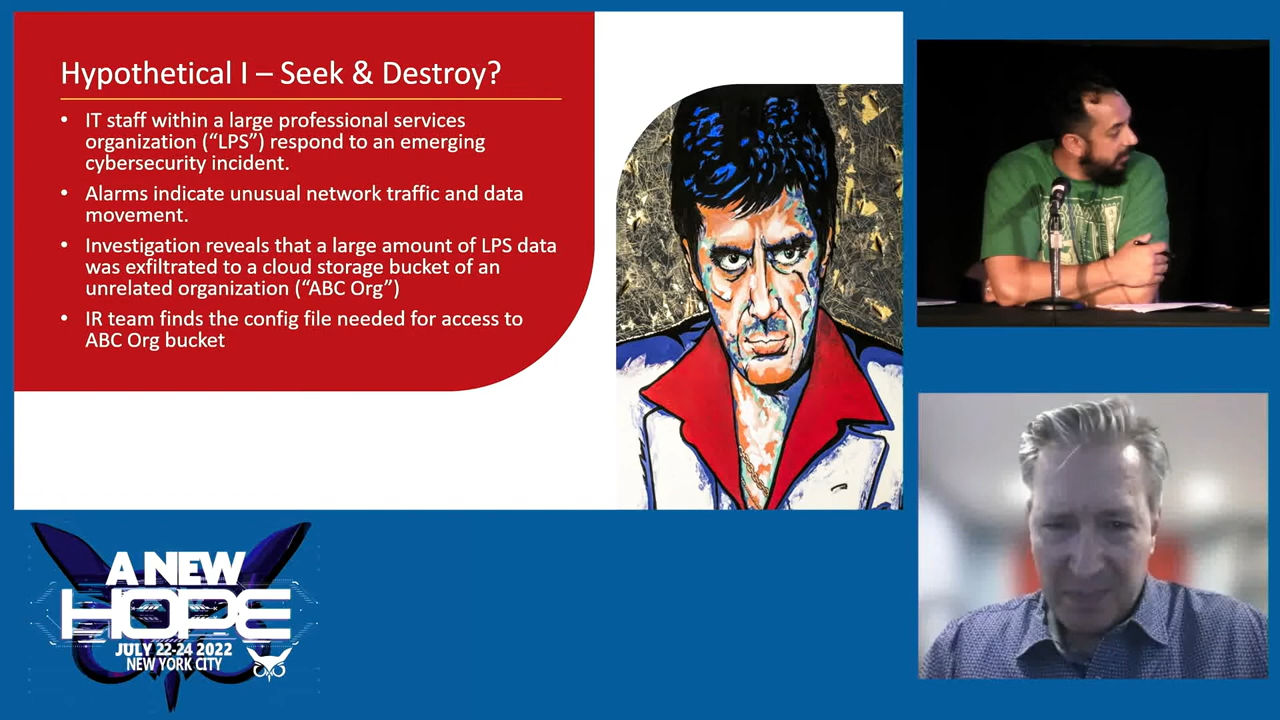 Hypothetical I – Seek & Destroy?
• IT staff within a large professional services
organization (“LPS”) respond to an emerging
cybersecurity incident.
• Alarms indicate unusual network traffic and data
movement.
• Investigation reveals that a large amount of LPS data
was exfiltrated to a cloud storage bucket of an
unrelated organization (“ABC Org”)
• IR team finds the config file needed for access to
ABC Org bucket
A NEW
HOPE
JULY 22-24 2022
NEW YORK CITY